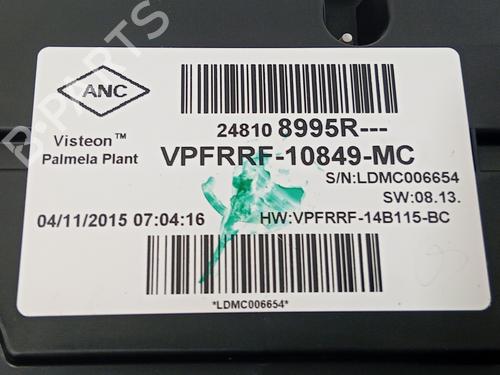 B-PARTS
ANC
Visteon™
Palmela Plant
24810 8995R---
VPFRRF-10849-MC
S/N:LDMC006654
SW:08.13.
04/11/2015 07:04:16
HW:VPFRRF-14B115-BC
*LDMC006654*